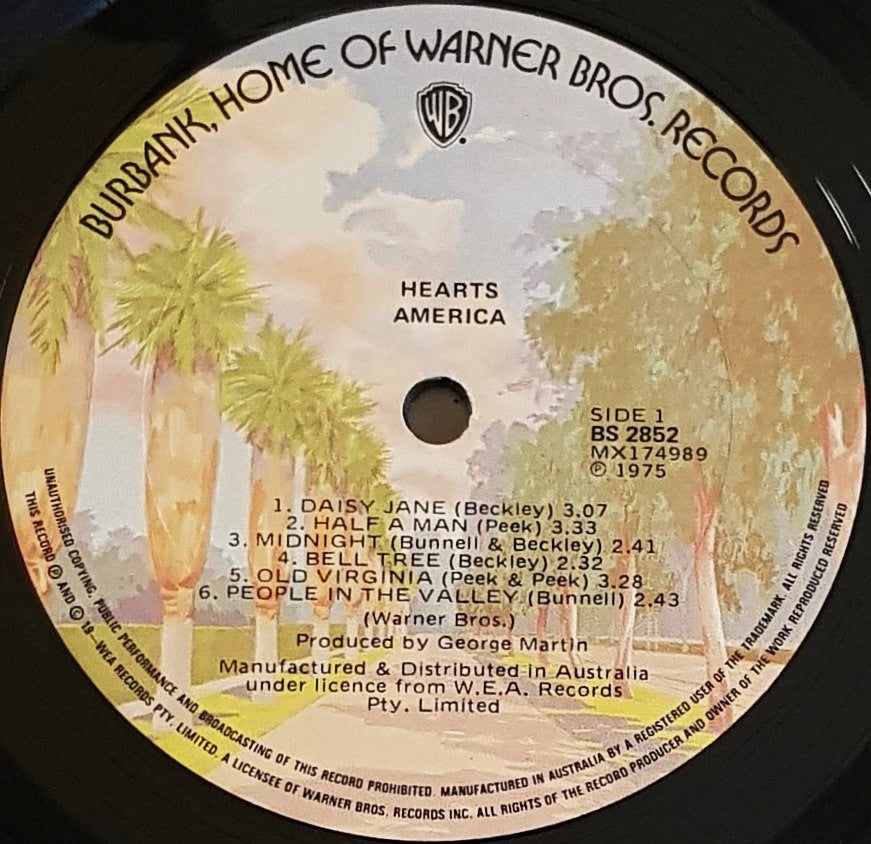 BURBANK, HOME OF WARNER BROS. RECORDS
WB
HEARTS
AMERICA
SIDE 1
BS 2852
MX174989
℗ 1975
1. DAISY JANE (Beckley) 3.07
2. HALF A MAN (Peek) 3.33
3. MIDNIGHT (Bunnell & Beckley) 2.41
4. BELL TREE (Beckley) 2.32
5. OLD VIRGINIA (Peek & Peek) 3.28
6. PEOPLE IN THE VALLEY (Bunnell) 2.43
(Warner Bros.)
Produced by George Martin
Manufactured & Distributed in Australia
under licence from W.E.A. Records
Pty. Limited
UNAUTHORISED COPYING, PUBLIC PERFORMANCE AND BROADCASTING OF THIS RECORD PROHIBITED. MANUFACTURED IN AUSTRALIA BY A REGISTERED USER OF THE TRADEMARK. ALL RIGHTS RESERVED
THIS RECORD ℗ AND © 19—WEA RECORDS PTY. LIMITED. A LICENSEE OF WARNER BROS. RECORDS INC. ALL RIGHTS OF THE RECORD PRODUCER AND OWNER OF THE WORK REPRODUCED RESERVED